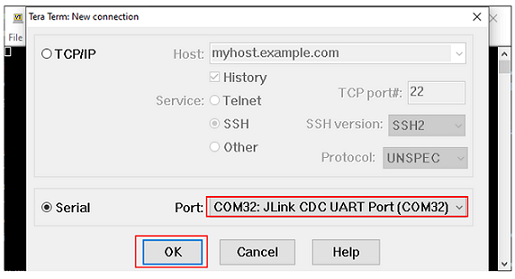 Tera Term: New connection
File
TCP/IP
Host: myhost.example.com
History
Service: Telnet
TCP port#: 22
SSH
SSH version: SSH2
Other
Protocol: UNSPEC
Serial
Port: COM32: JLink CDC UART Port (COM32)
OK
Cancel
Help